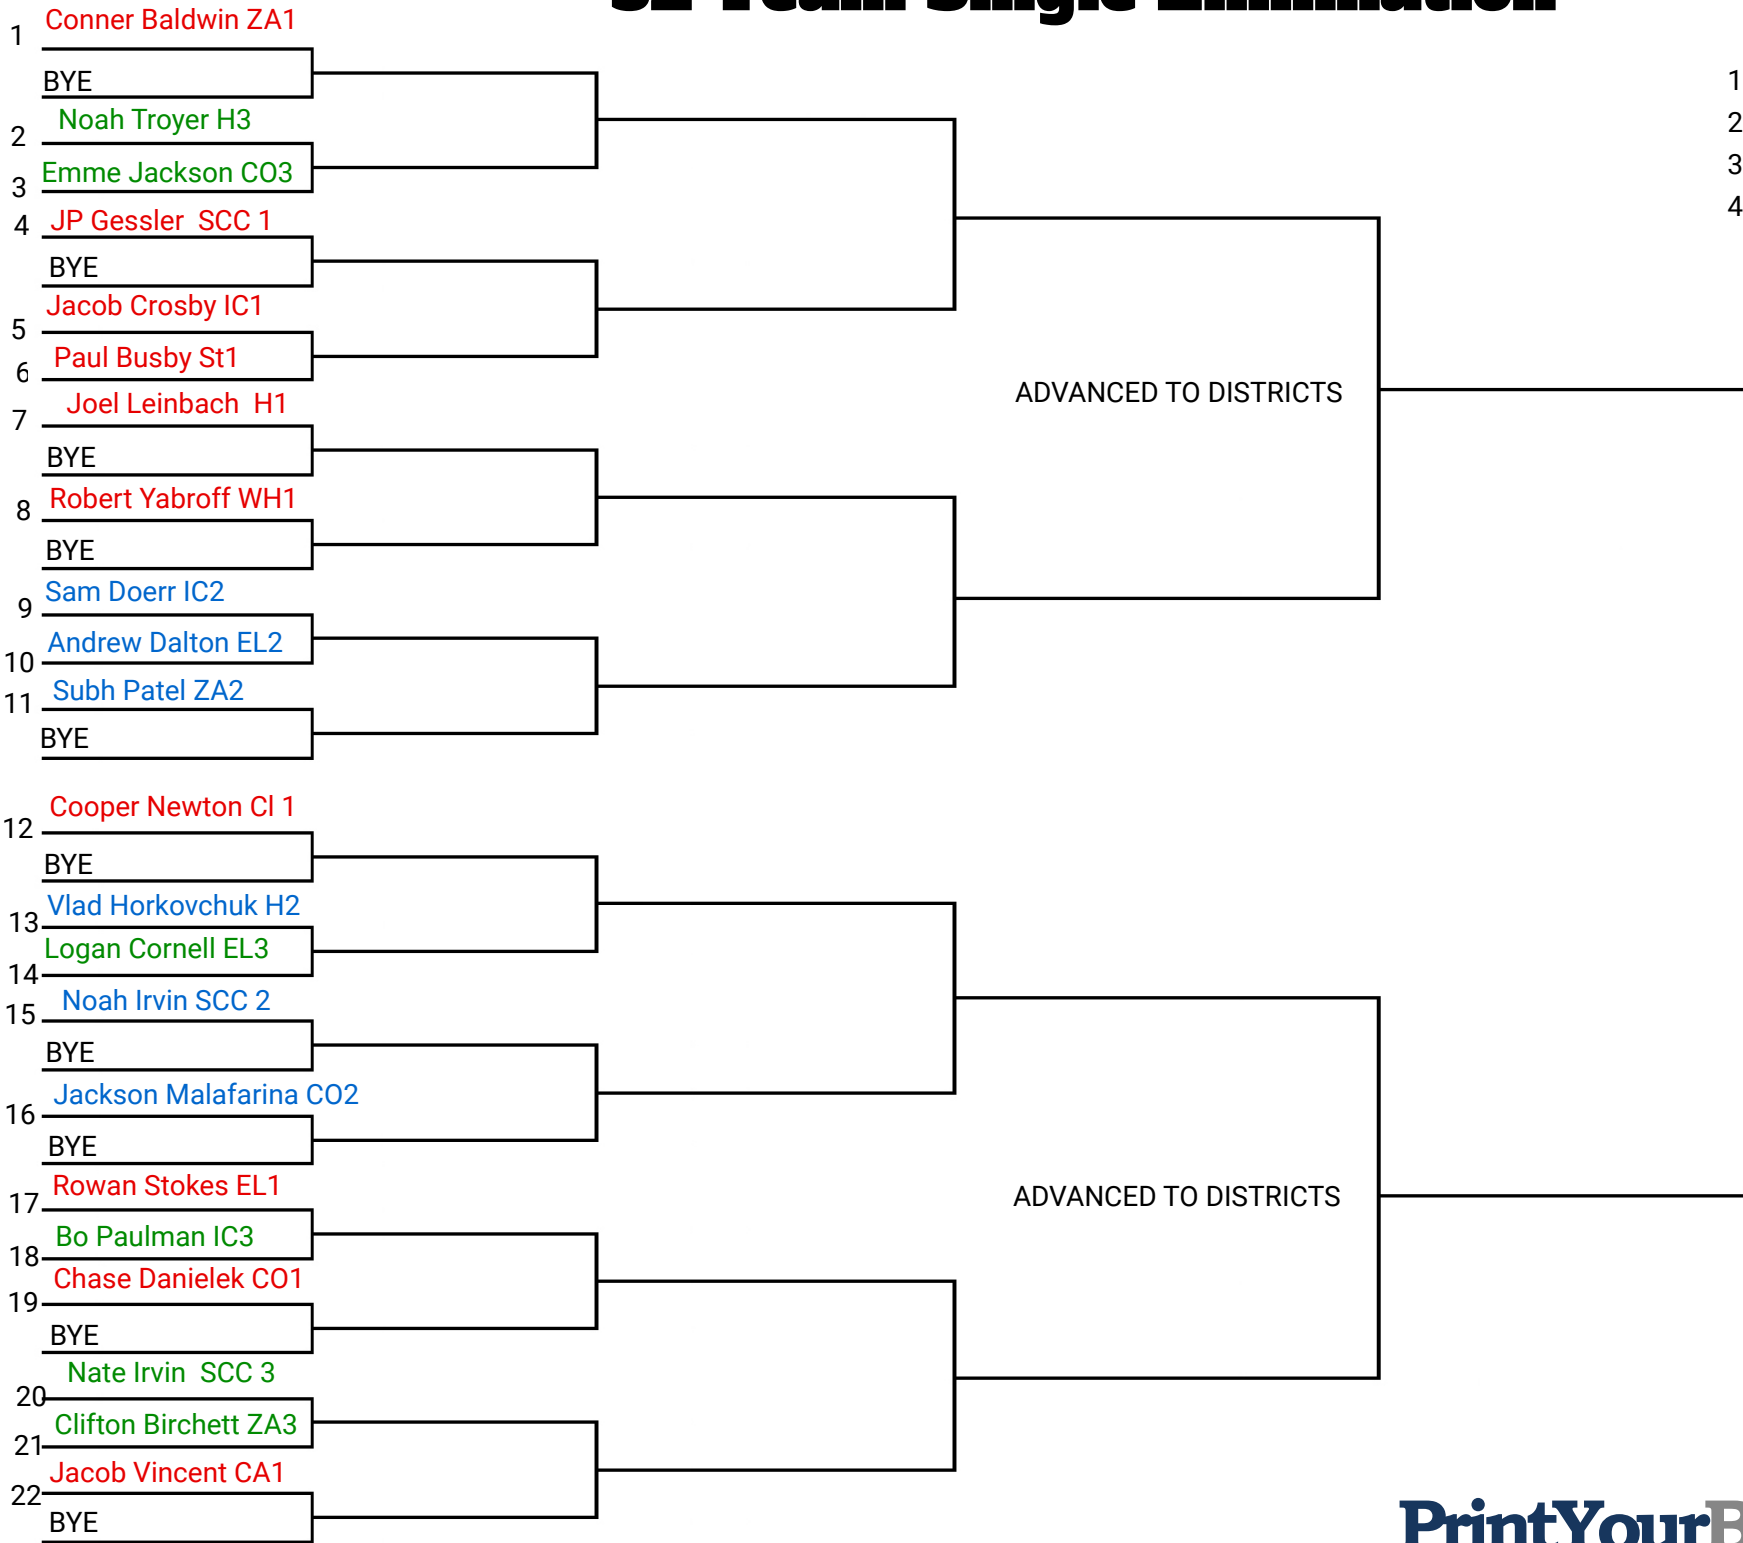 32 Team Single Elimination
1 Conner Baldwin ZA1
BYE
2 Noah Troyer H3
3 Emme Jackson CO3
4 JP Gessler SCC 1
BYE
5 Jacob Crosby IC1
6 Paul Busby St1
7 Joel Leinbach H1
BYE
8 Robert Yabroff WH1
BYE
9 Sam Doerr IC2
10 Andrew Dalton EL2
11 Subh Patel ZA2
BYE
12 Cooper Newton Cl 1
BYE
13 Vlad Horkovchuk H2
14 Logan Cornell EL3
15 Noah Irvin SCC 2
BYE
16 Jackson Malafarina CO2
BYE
17 Rowan Stokes EL1
18 Bo Paulman IC3
19 Chase Danielek CO1
BYE
20 Nate Irvin SCC 3
21 Clifton Birchett ZA3
22 Jacob Vincent CA1
BYE
ADVANCED TO DISTRICTS
ADVANCED TO DISTRICTS
1
2
3
4
PrintYourB